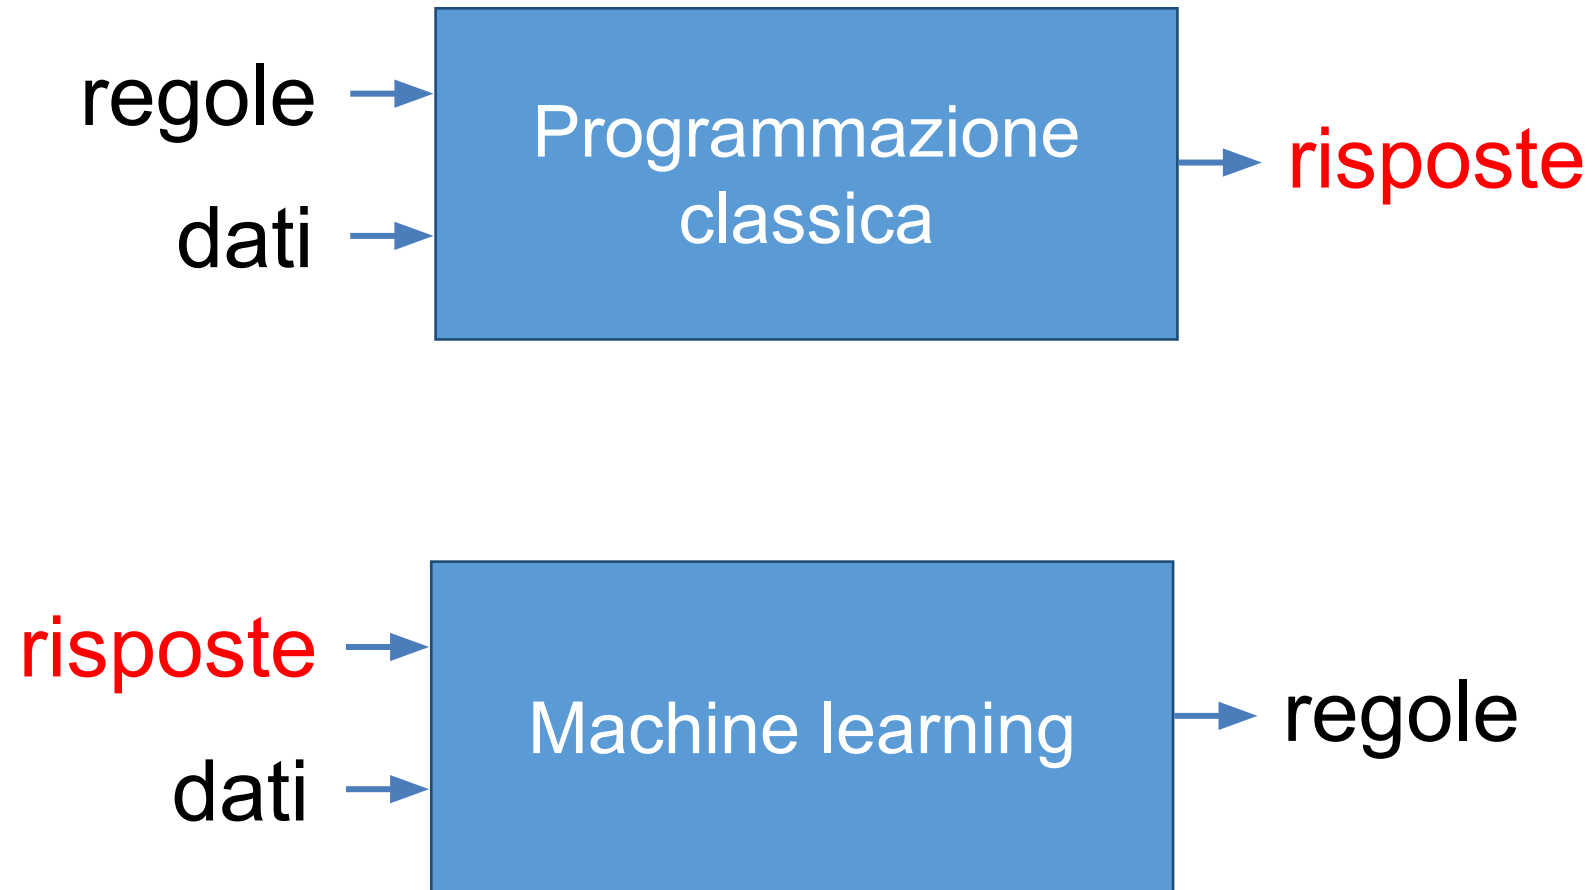 regole
dati
Programmazione
classica
risposte
risposte
dati
Machine learning
regole